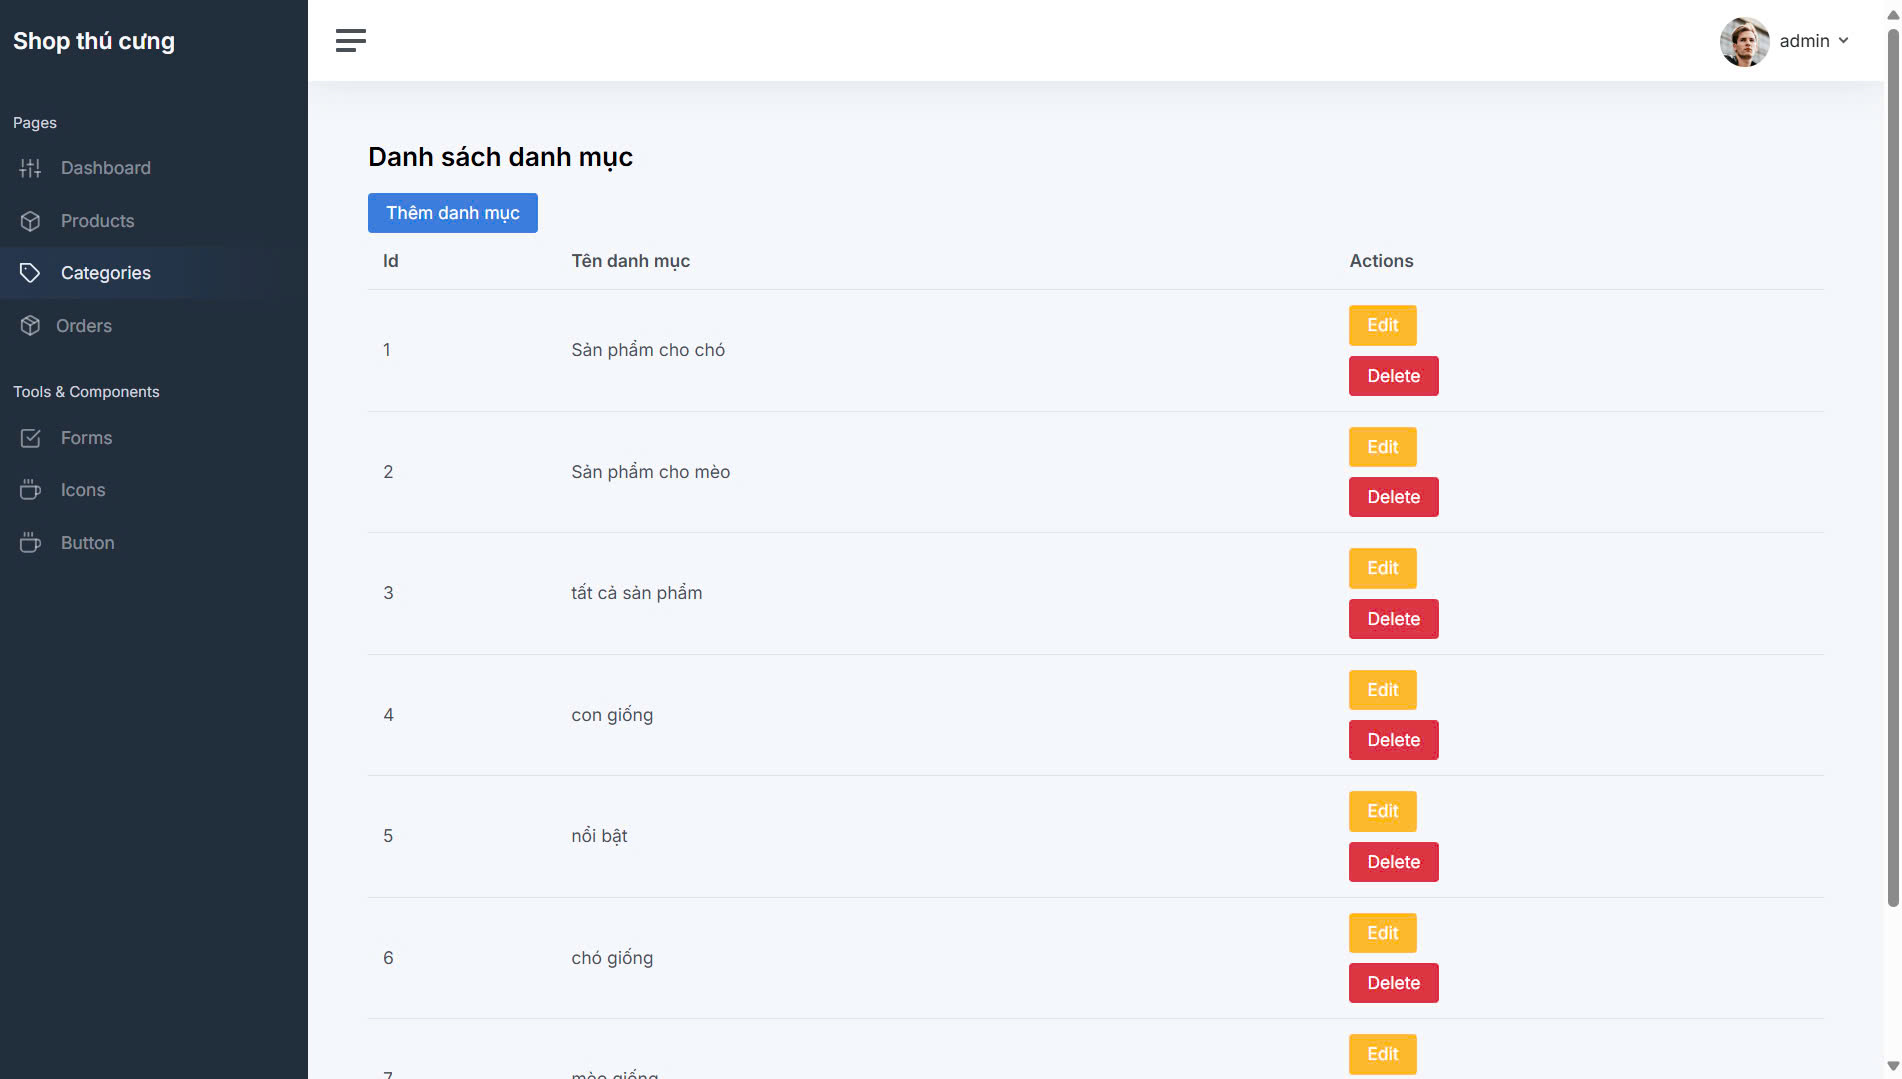 Shop thú cưng
admin
Pages
Dashboard
Products
Categories
Orders
Tools & Components
Forms
Icons
Button
Danh sách danh mục
Thêm danh mục
Id Tên danh mục Actions
1 Sản phẩm cho chó Edit
Delete
2 Sản phẩm cho mèo Edit
Delete
3 tất cả sản phẩm Edit
Delete
4 con giống Edit
Delete
5 nổi bật Edit
Delete
6 chó giống Edit
Delete
7 mèo giống Edit